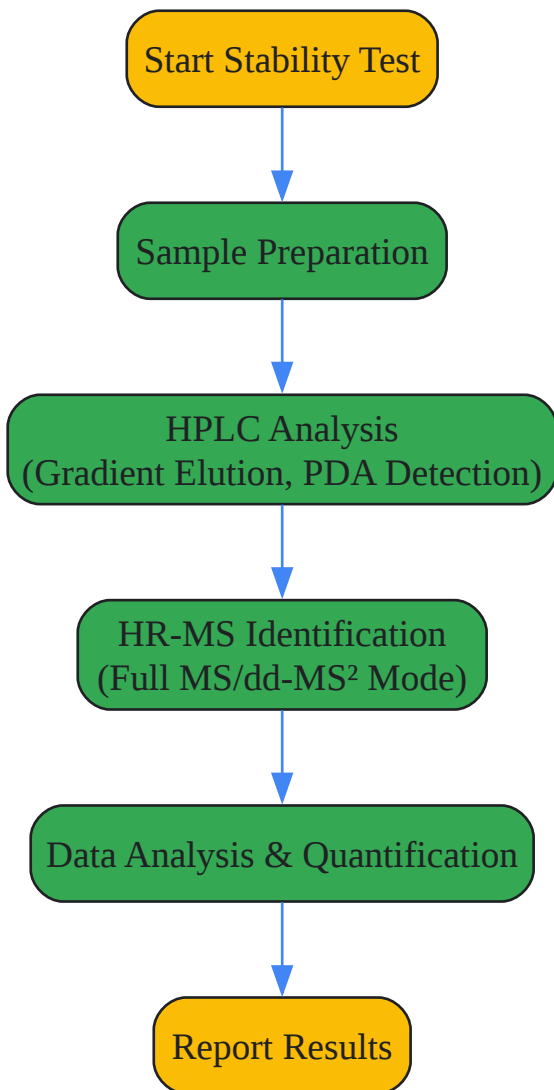 Start Stability Test
Sample Preparation
HPLC Analysis
(Gradient Elution, PDA Detection)
HR-MS Identification
(Full MS/dd-MS² Mode)
Data Analysis & Quantification
Report Results